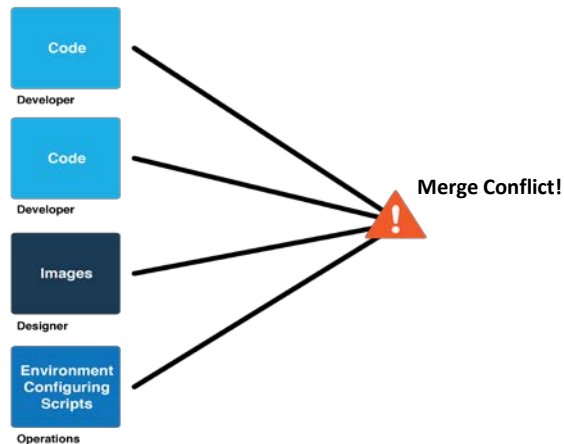 Code
Developer
Code
Developer
Merge Conflict!
!
Images
Designer
Environment
Configuring
Scripts
Operations